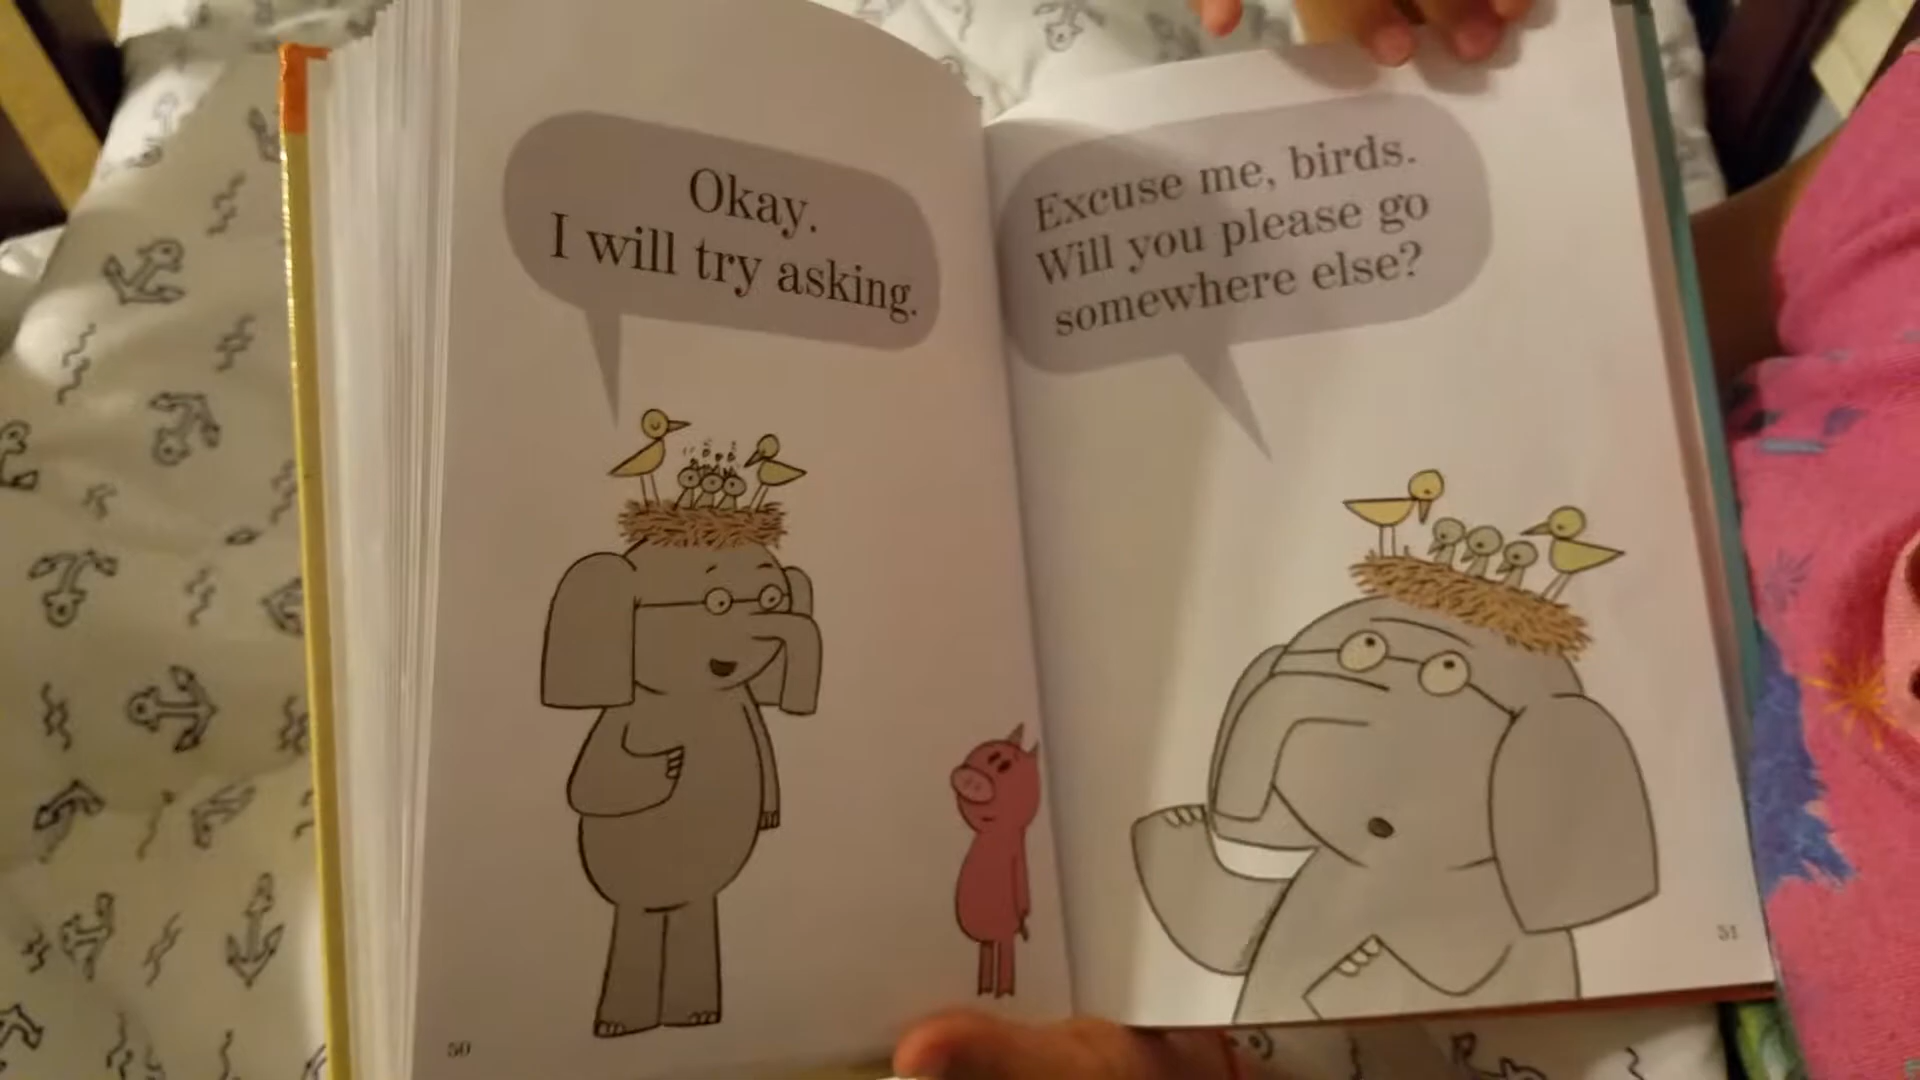 Okay.
I will try asking.
50
Excuse me, birds.
Will you please go
somewhere else?
51